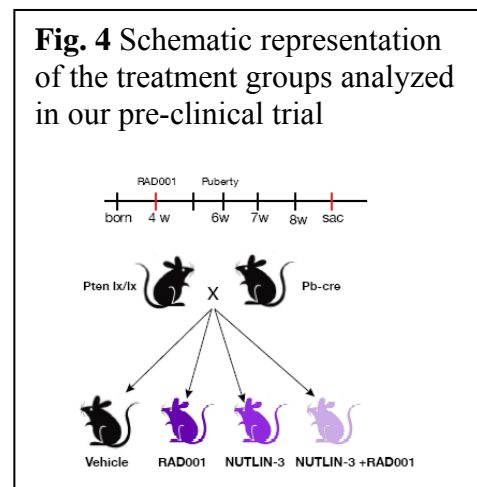 Fig. 4 Schematic representation
of the treatment groups analyzed
in our pre-clinical trial
RAD001 Puberty
born 4 w 6w 7w 8w sac
Pten lx/lx X Pb-cre
Vehicle RAD001 NUTLIN-3 NUTLIN-3 +RAD001